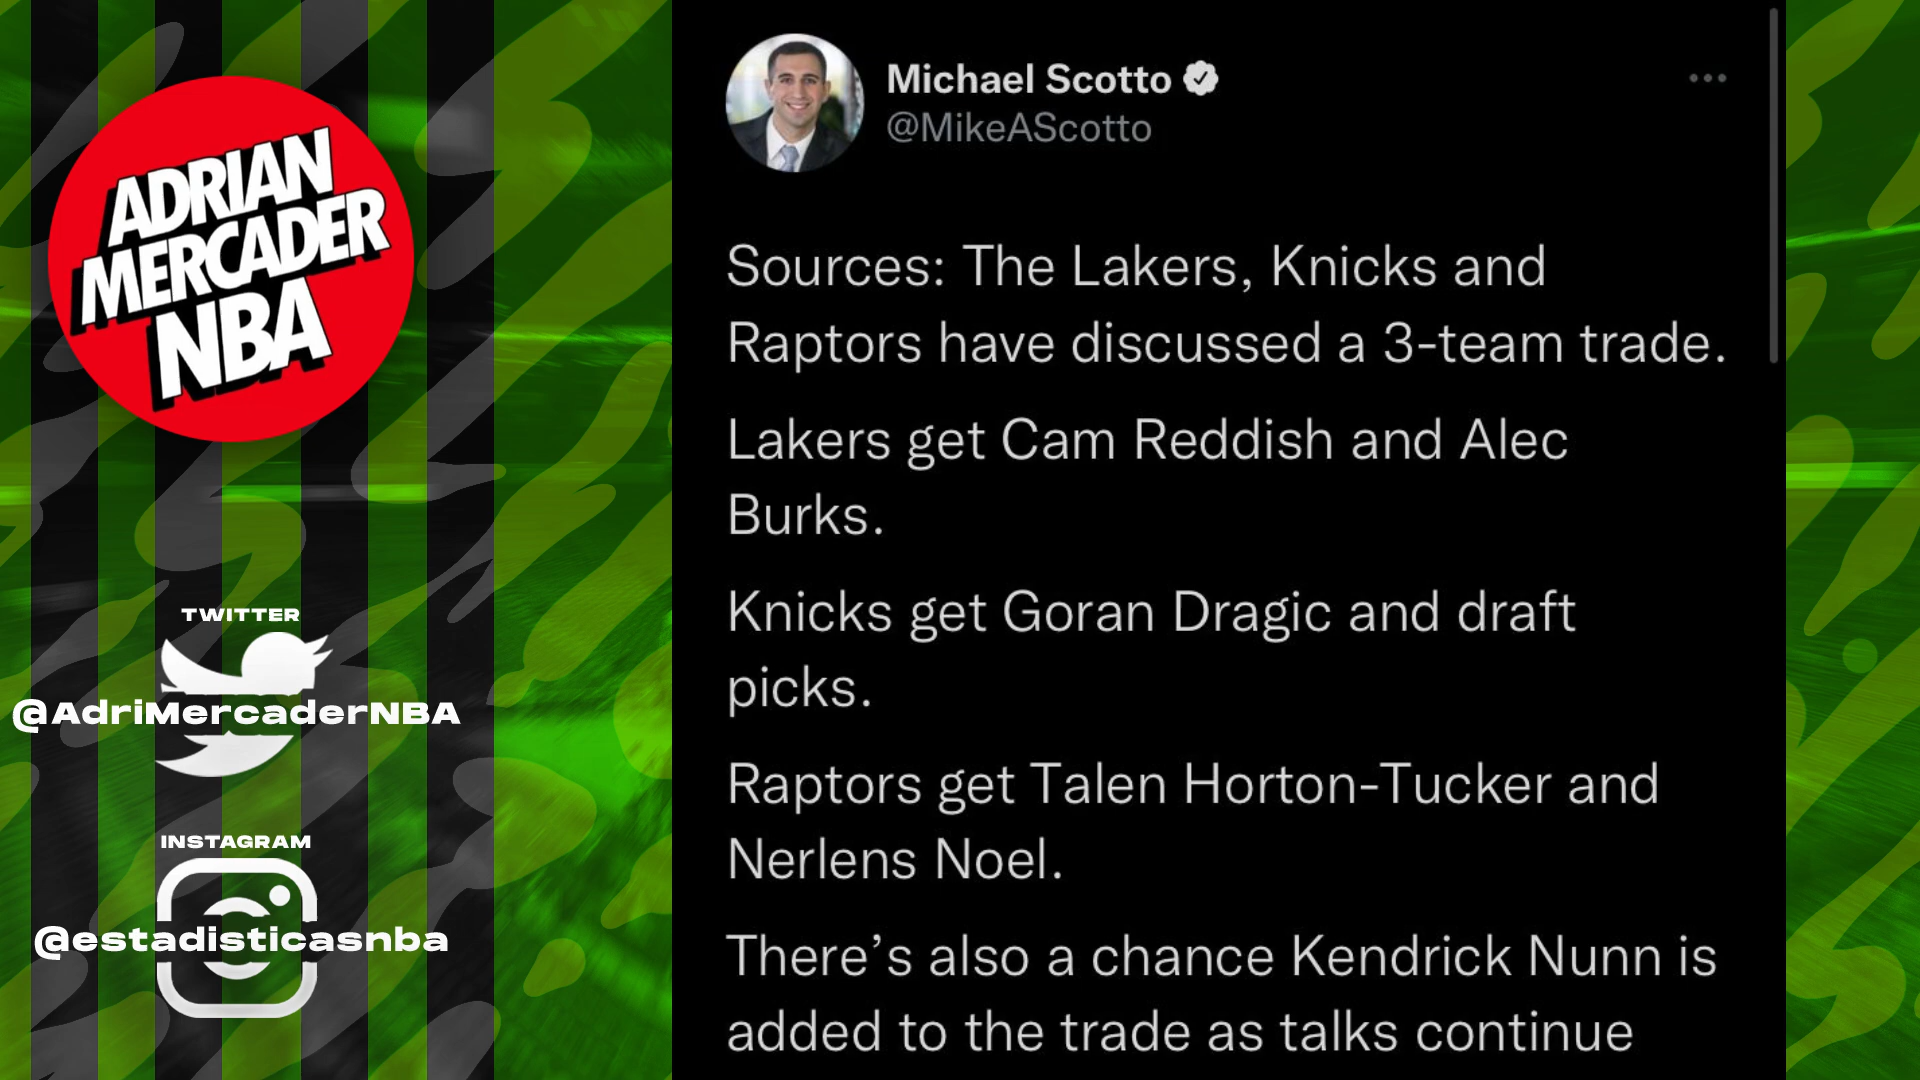 ADRIAN
MERCADER
NBA
TWITTER
@AdriMercaderNBA
INSTAGRAM
@estadisticasnba
Michael Scotto
@MikeAScotto
Sources: The Lakers, Knicks and
Raptors have discussed a 3-team trade.
Lakers get Cam Reddish and Alec
Burks.
Knicks get Goran Dragic and draft
picks.
Raptors get Talen Horton-Tucker and
Nerlens Noel.
There’s also a chance Kendrick Nunn is
added to the trade as talks continue